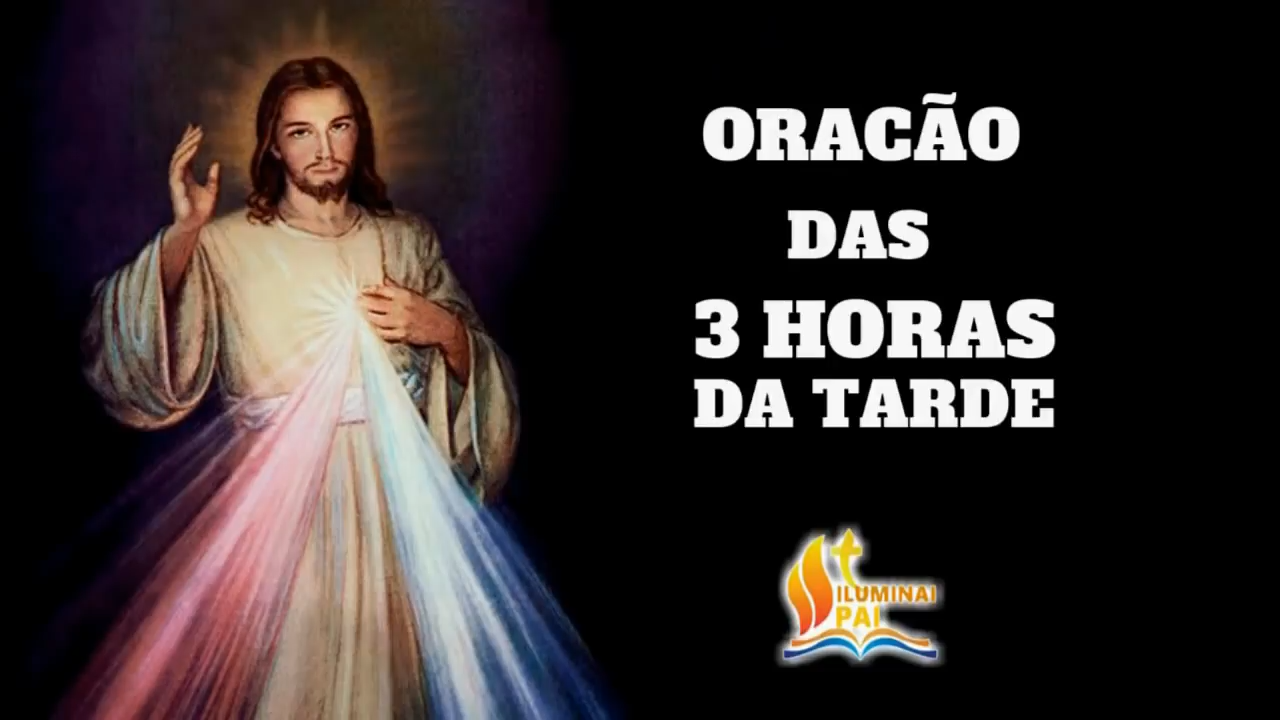 ORACÃO
DAS
3 HORAS
DA TARDE
ILUMINAI
PAI